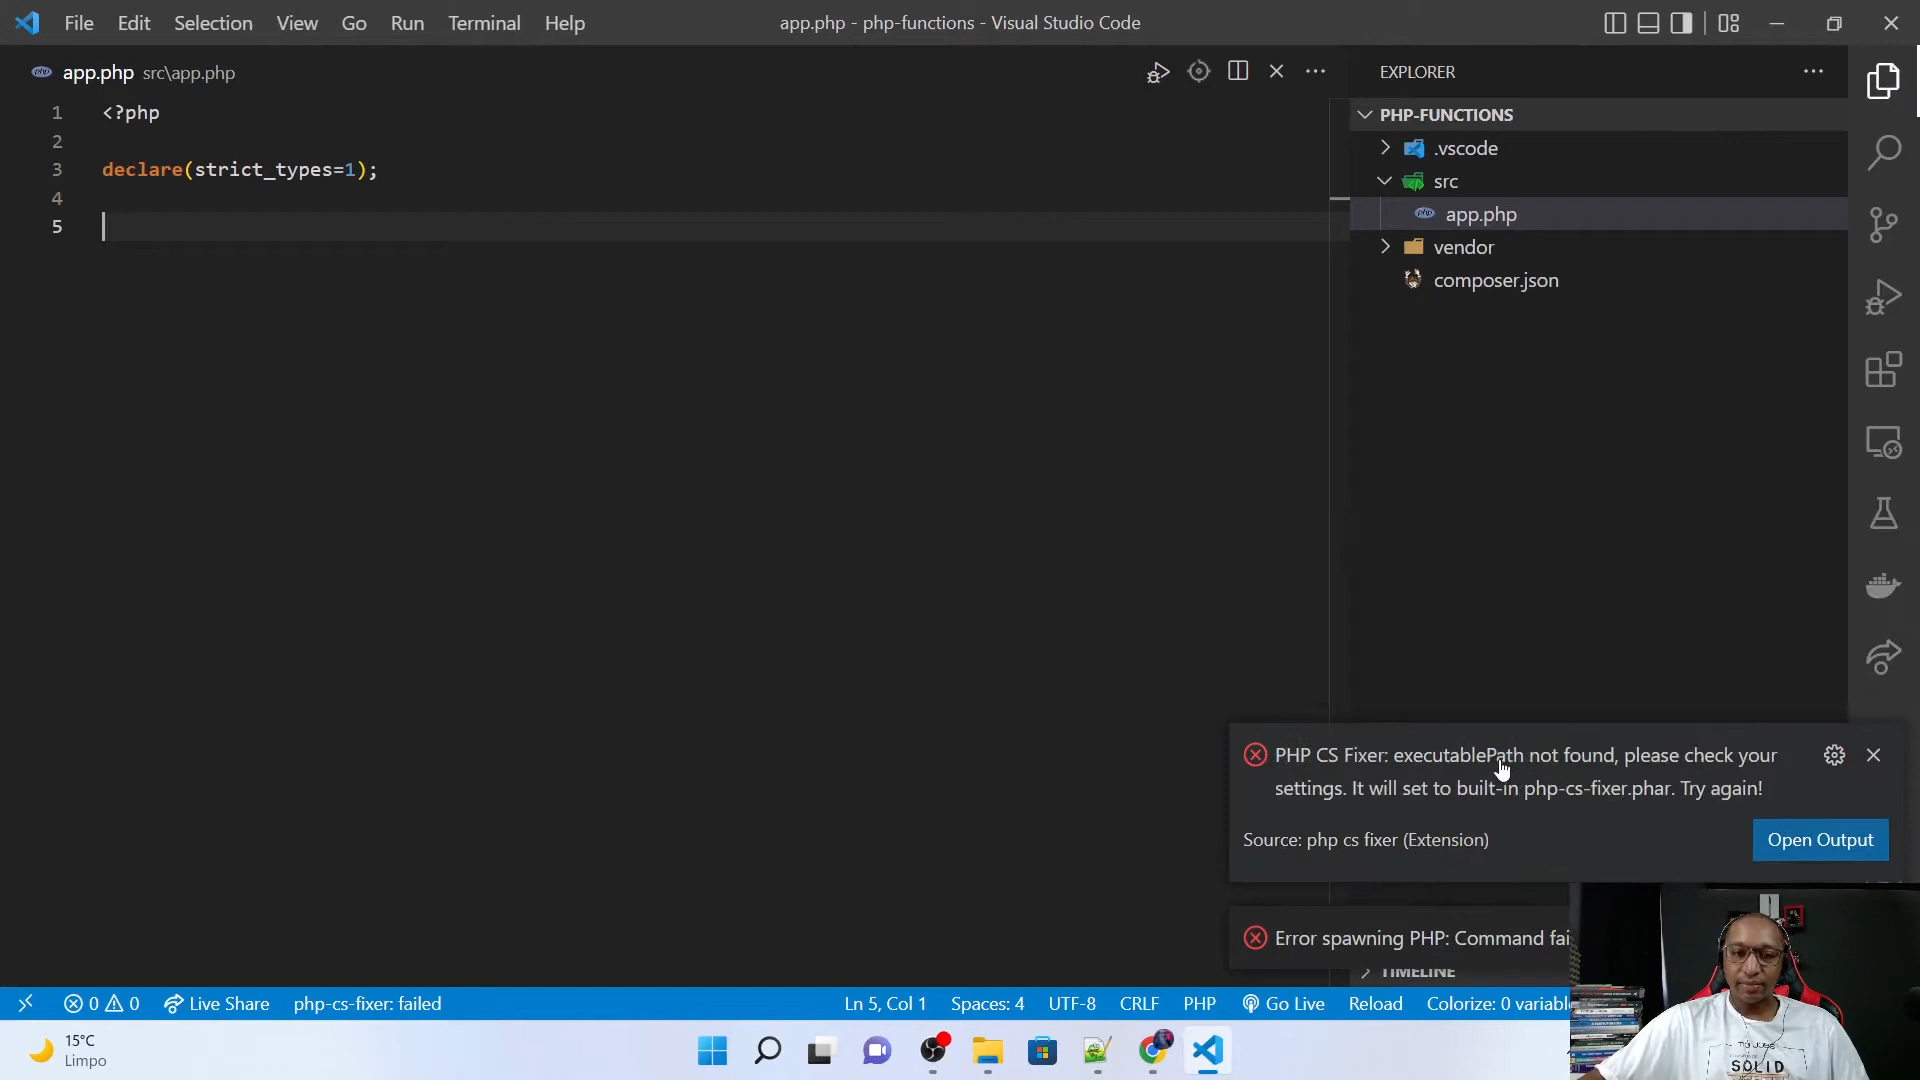 File Edit Selection View Go Run Terminal Help
app.php - php-functions - Visual Studio Code
app.php src\app.php
1 <?php
2
3 declare(strict_types=1);
4
5
EXPLORER
PHP-FUNCTIONS
.vscode
src
app.php
vendor
composer.json
PHP CS Fixer: executablePath not found, please check your
settings. It will set to built-in php-cs-fixer.phar. Try again!
Source: php cs fixer (Extension)
Open Output
Error spawning PHP: Command fai
TIMELINE
0 0 Live Share php-cs-fixer: failed
Ln 5, Col 1 Spaces: 4 UTF-8 CRLF PHP Go Live Reload Colorize: 0 variabl
15°C
Limpo
SOLID